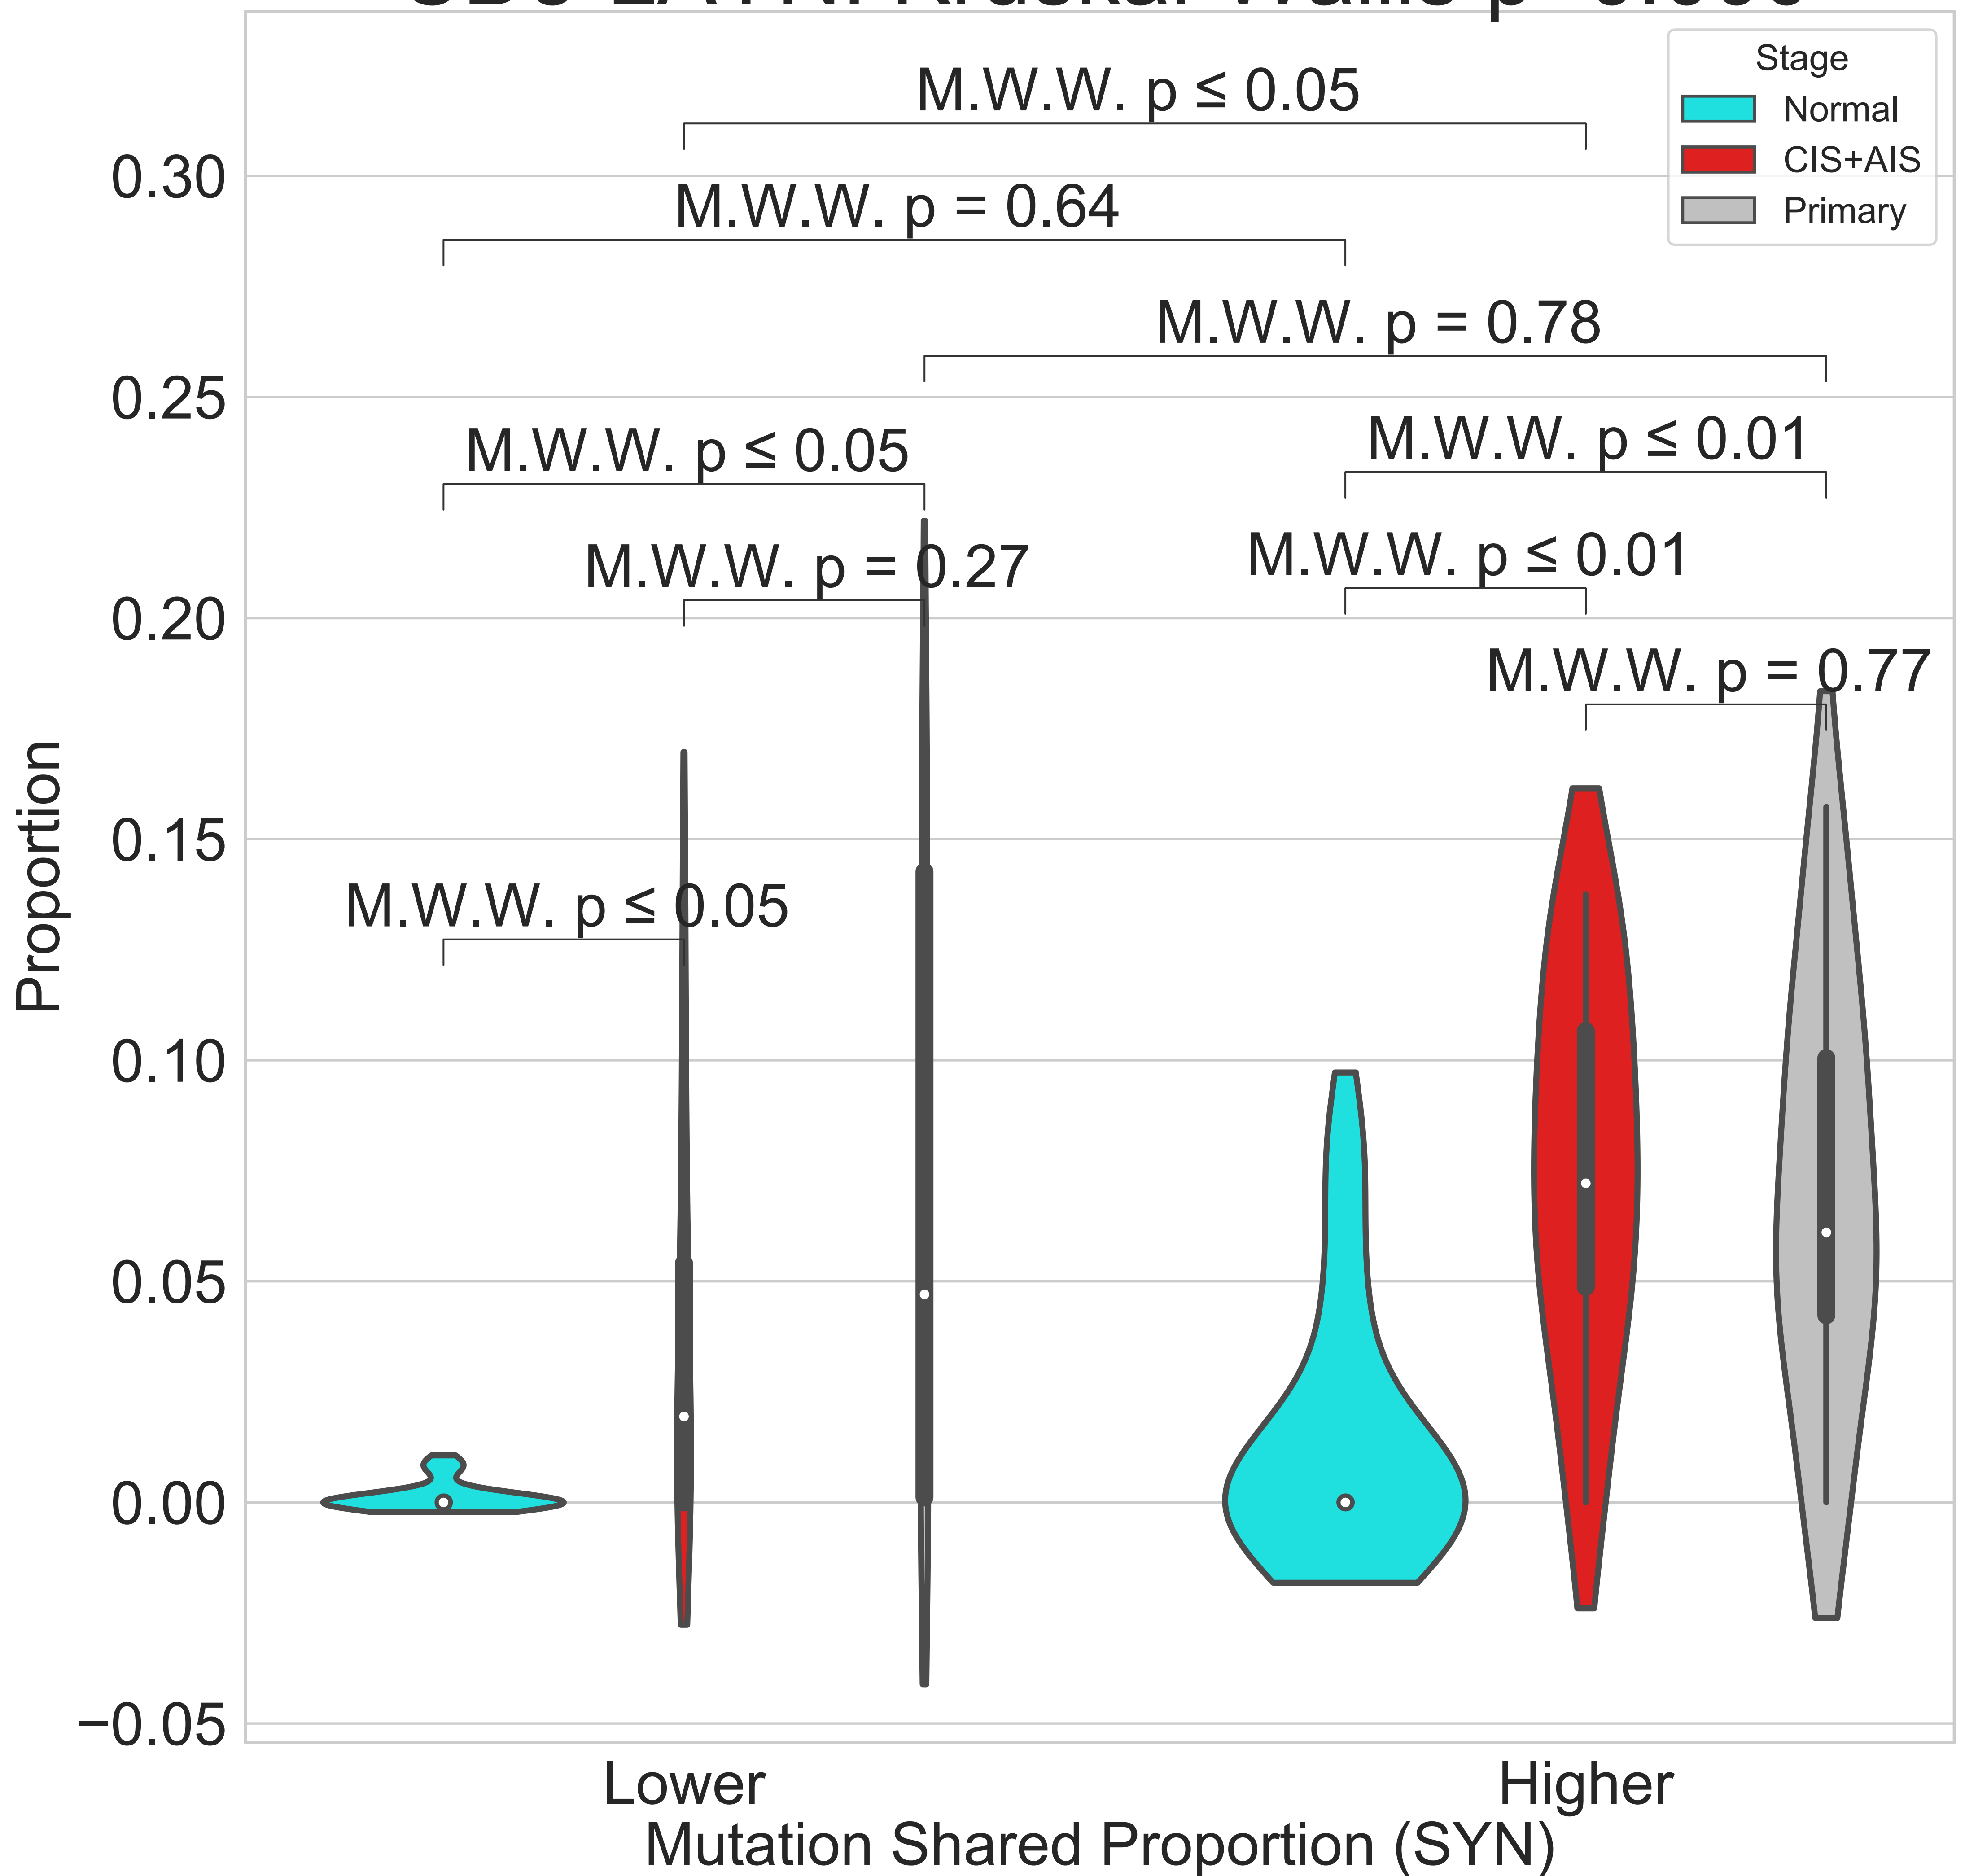 Stage
Normal
CIS+AIS
Primary
M.W.W. p ≤ 0.05
M.W.W. p = 0.64
M.W.W. p = 0.78
M.W.W. p ≤ 0.05
M.W.W. p ≤ 0.01
M.W.W. p = 0.27
M.W.W. p ≤ 0.01
M.W.W. p = 0.77
M.W.W. p ≤ 0.05
0.30
0.25
0.20
0.15
0.10
0.05
0.00
−0.05
Proportion
Lower
Higher
Mutation Shared Proportion (SYN)